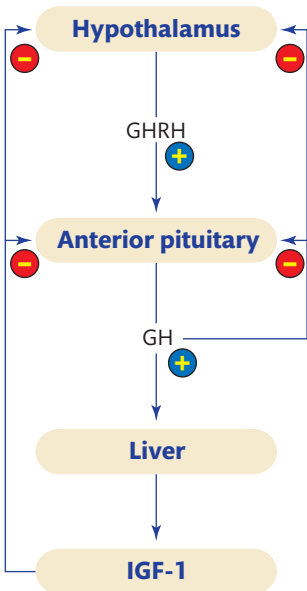 Hypothalamus
–
–
GHRH
+
Anterior pituitary
–
–
GH
+
Liver
IGF-1